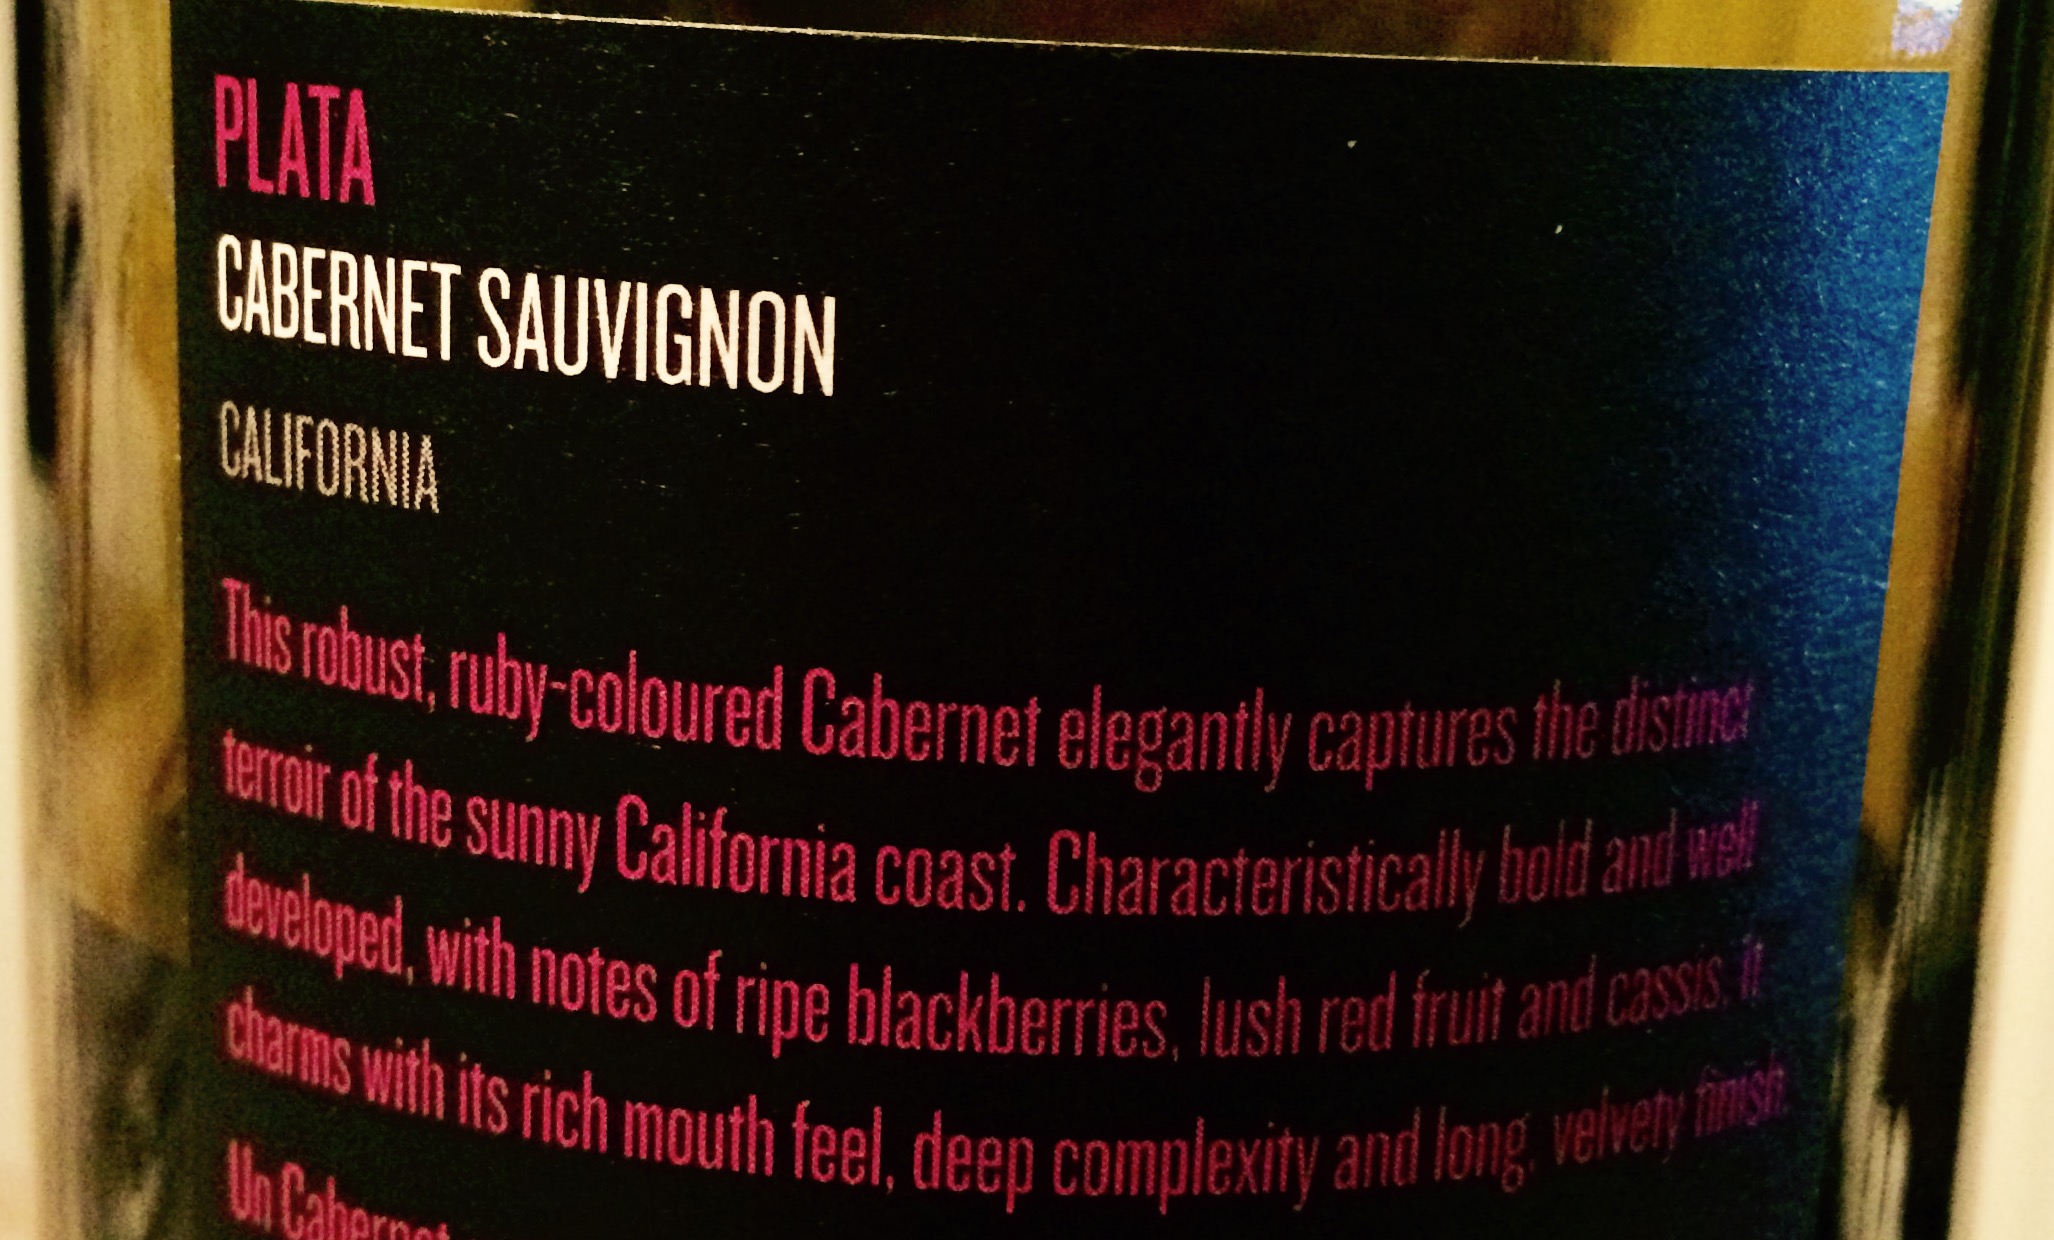 PLATA
CABERNET SAUVIGNON
CALIFORNIA
This robust, ruby-coloured Cabernet elegantly captures the distinct
terroir of the sunny California coast. Characteristically bold and well
developed, with notes of ripe blackberries, lush red fruit and cassis. It
charms with its rich mouth feel, deep complexity and long, velvety finish.
Un Cabernet